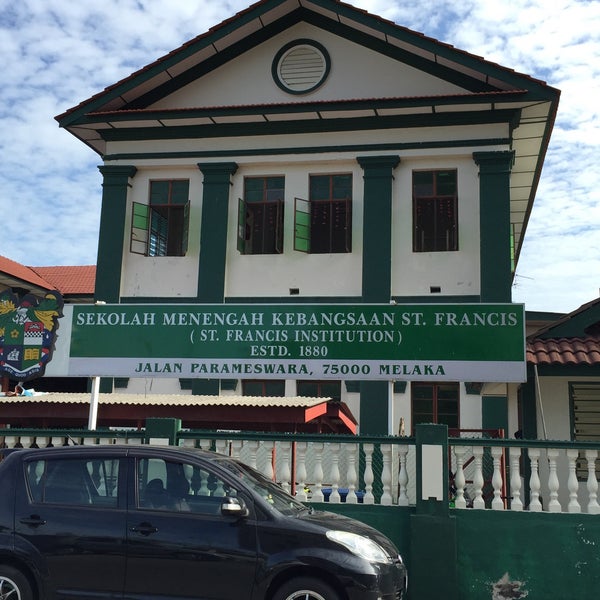 SEKOLAH MENENGAH KEBANGSAAN ST. FRANCIS
( ST. FRANCIS INSTITUTION )
ESTD. 1880
JALAN PARAMESWARA, 75000 MELAKA